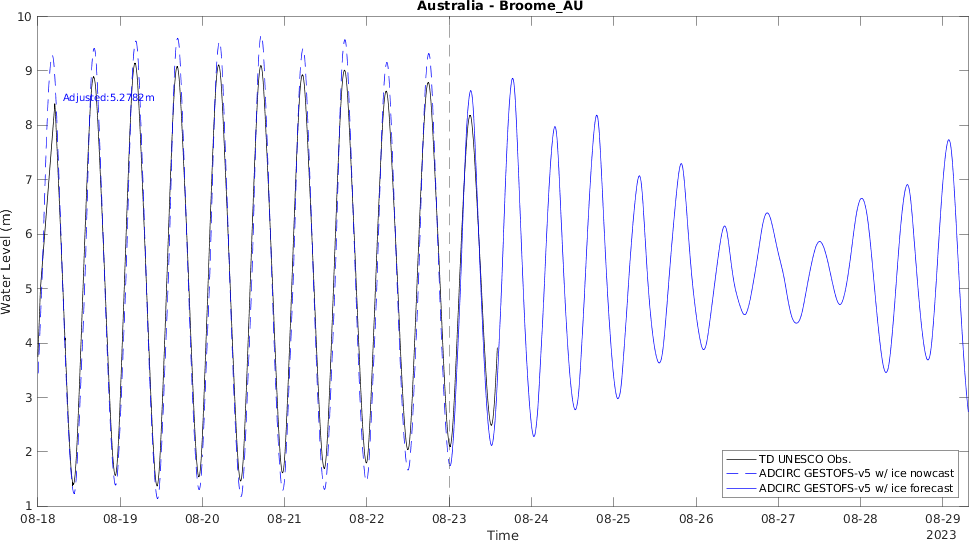 Australia - Broome_AU
10
9
8
7
6
5
4
3
2
1
Water Level (m)
Adjusted:5.2782m
TD UNESCO Obs.
ADCIRC GESTOFS-v5 w/ ice nowcast
ADCIRC GESTOFS-v5 w/ ice forecast
08-18 08-19 08-20 08-21 08-22 08-23 08-24 08-25 08-26 08-27 08-28 08-29
2023
Time